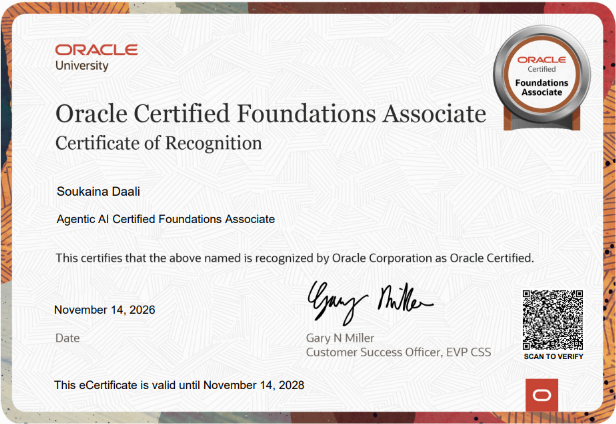 ORACLE
University
ORACLE
Certified
Foundations
Associate
Oracle Certified Foundations Associate
Certificate of Recognition
Soukaina Daali
Agentic AI Certified Foundations Associate
This certifies that the above named is recognized by Oracle Corporation as Oracle Certified.
November 14, 2026
Date
Gary Miller
Gary N Miller
Customer Success Officer, EVP CSS
SCAN TO VERIFY
This eCertificate is valid until November 14, 2028